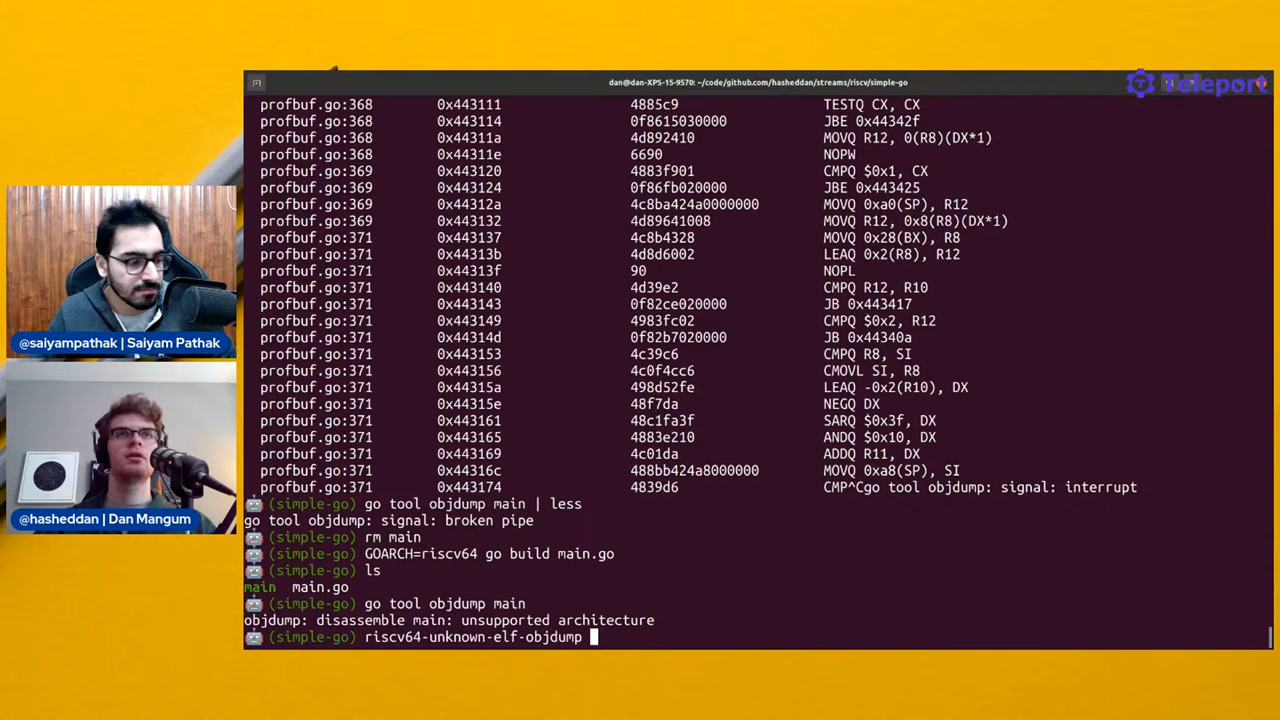 dan@dan-XPS-15-9570: ~/code/github.com/hasheddan/streams/riscv/simple-go
Teleport
profbuf.go:368 0x443111 4885c9 TESTQ CX, CX
profbuf.go:368 0x443114 0f8615030000 JBE 0x44342f
profbuf.go:368 0x44311a 4d892410 MOVQ R12, 0(R8)(DX*1)
profbuf.go:368 0x44311e 6690 NOPW
profbuf.go:369 0x443120 4883f901 CMPQ $0x1, CX
profbuf.go:369 0x443124 0f86fb020000 JBE 0x443425
profbuf.go:369 0x44312a 4c8ba424a0000000 MOVQ 0xa0(SP), R12
profbuf.go:369 0x443132 4d89641008 MOVQ R12, 0x8(R8)(DX*1)
profbuf.go:371 0x443137 4c8b4328 MOVQ 0x28(BX), R8
profbuf.go:371 0x44313b 4d8d6002 LEAQ 0x2(R8), R12
profbuf.go:371 0x44313f 90 NOPL
profbuf.go:371 0x443140 4d39e2 CMPQ R12, R10
profbuf.go:371 0x443143 0f82ce020000 JB 0x443417
profbuf.go:371 0x443149 4983fc02 CMPQ $0x2, R12
profbuf.go:371 0x44314d 0f82b7020000 JB 0x44340a
profbuf.go:371 0x443153 4c39c6 CMPQ R8, SI
profbuf.go:371 0x443156 4c0f4cc6 CMOVL SI, R8
profbuf.go:371 0x44315a 498d52fe LEAQ -0x2(R10), DX
profbuf.go:371 0x44315e 48f7da NEGQ DX
profbuf.go:371 0x443161 48c1fa3f SARQ $0x3f, DX
profbuf.go:371 0x443165 4883e210 ANDQ $0x10, DX
profbuf.go:371 0x443169 4c01da ADDQ R11, DX
profbuf.go:371 0x44316c 488bb424a8000000 MOVQ 0xa8(SP), SI
profbuf.go:371 0x443174 4839d6 CMP^Cgo tool objdump: signal: interrupt
(simple-go) go tool objdump main | less
go tool objdump: signal: broken pipe
(simple-go) rm main
(simple-go) GOARCH=riscv64 go build main.go
(simple-go) ls
main main.go
(simple-go) go tool objdump main
objdump: disassemble main: unsupported architecture
(simple-go) riscv64-unknown-elf-objdump
@saiyampathak | Saiyam Pathak
@hasheddan | Dan Mangum